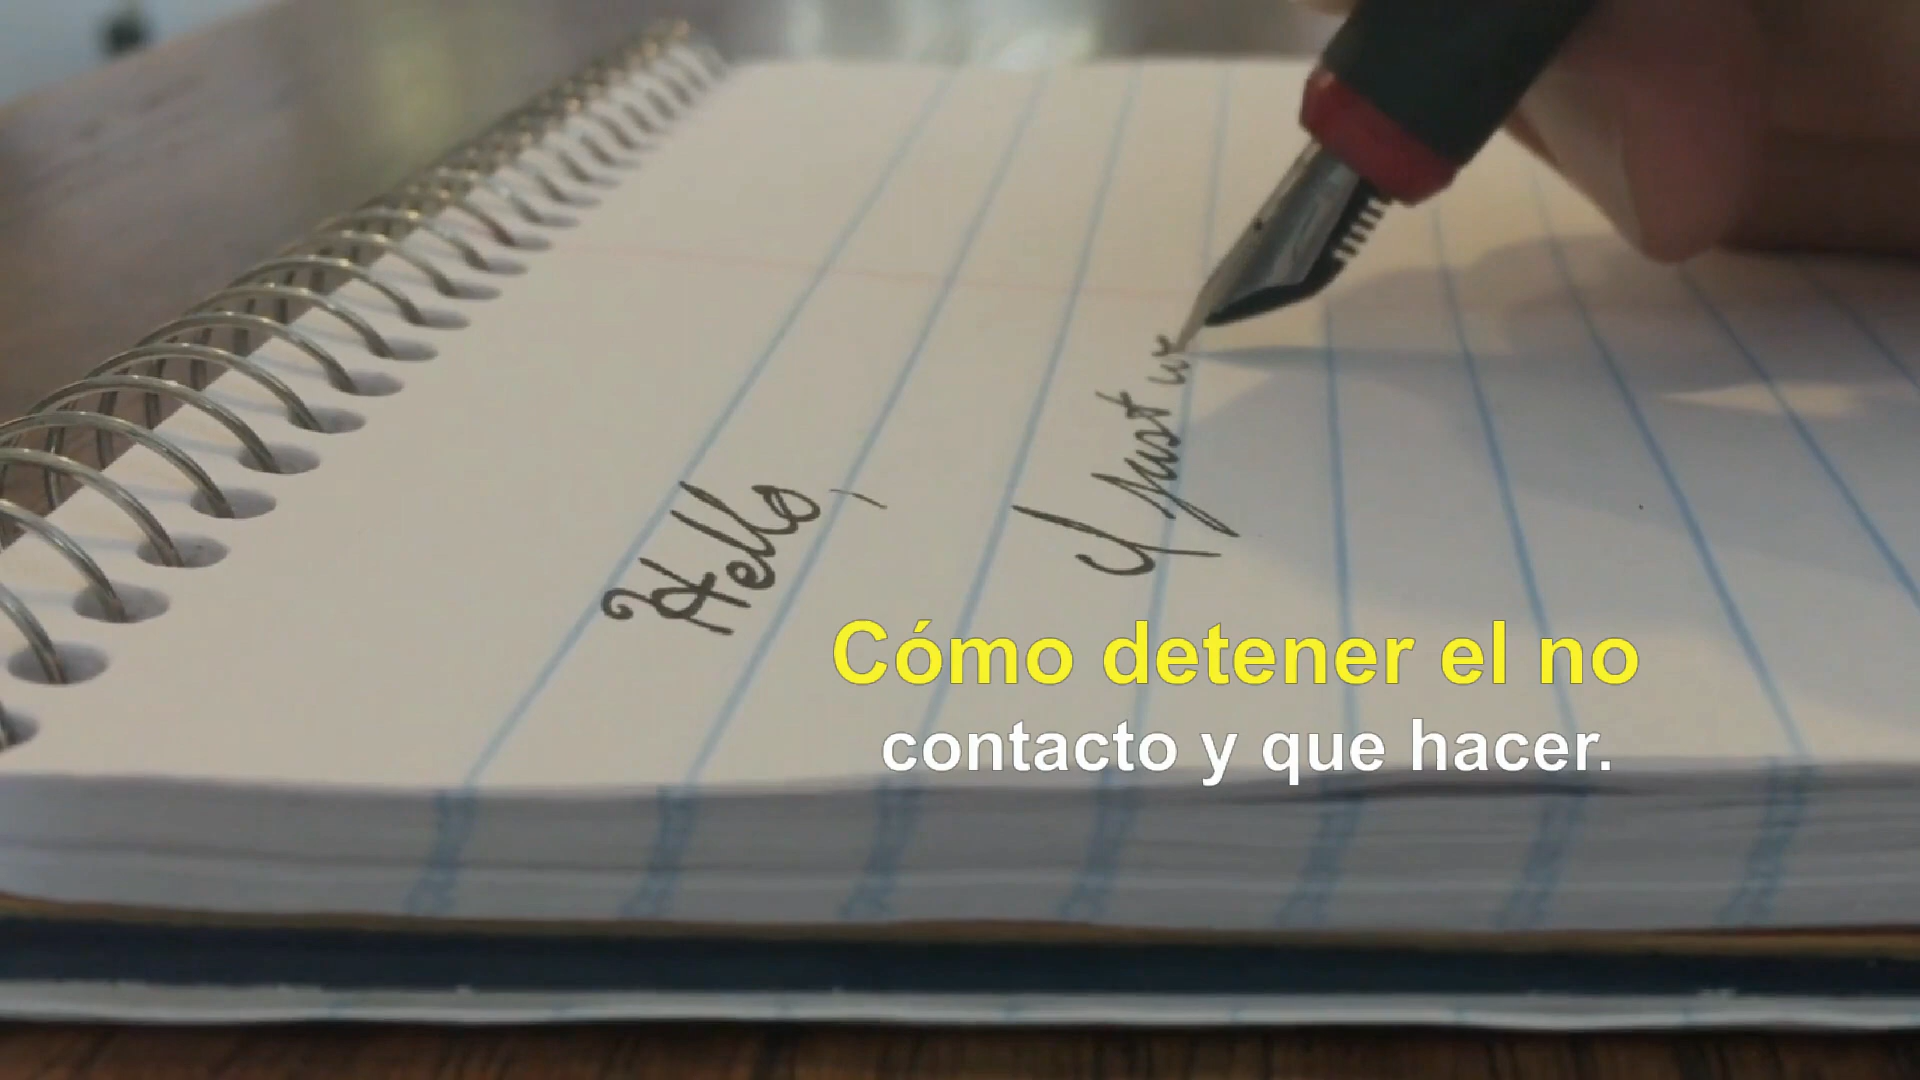 Hello,
I just w
Cómo detener el no
contacto y que hacer.